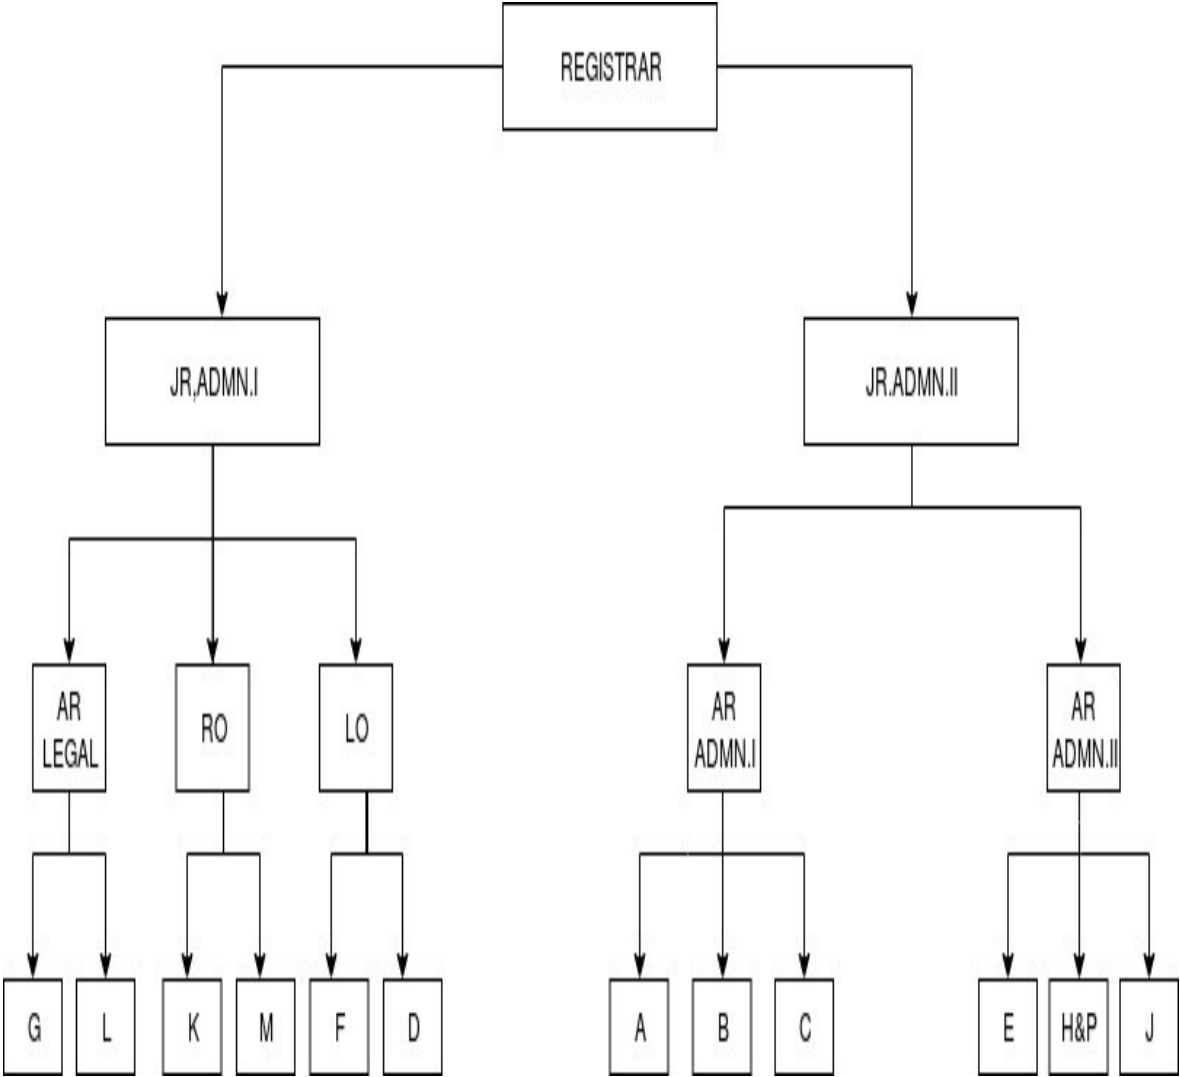 REGISTRAR
JR,ADMN.I
JR.ADMN.II
AR
LEGAL
RO
LO
AR
ADMN.I
AR
ADMN.II
G
L
K
M
F
D
A
B
C
E
H&P
J